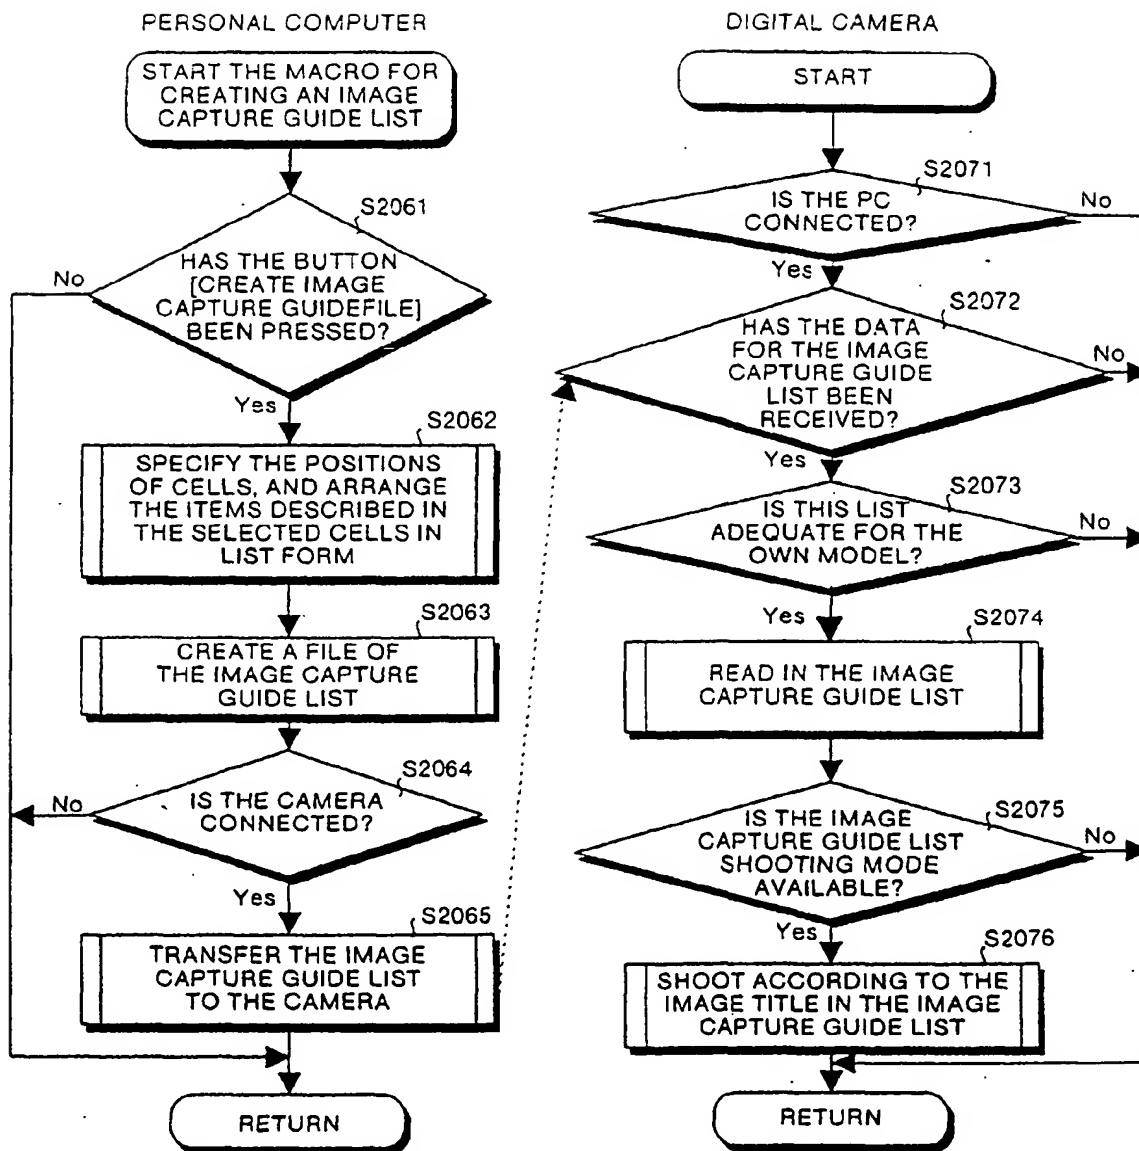 PERSONAL COMPUTER
START THE MACRO FOR
CREATING AN IMAGE
CAPTURE GUIDE LIST
S2061
No
HAS THE BUTTON
[CREATE IMAGE
CAPTURE GUIDEFILE]
BEEN PRESSED?
Yes
S2062
SPECIFY THE POSITIONS
OF CELLS, AND ARRANGE
THE ITEMS DESCRIBED IN
THE SELECTED CELLS IN
LIST FORM
S2063
CREATE A FILE OF
THE IMAGE CAPTURE
GUIDE LIST
S2064
No
IS THE CAMERA
CONNECTED?
Yes
S2065
TRANSFER THE IMAGE
CAPTURE GUIDE LIST
TO THE CAMERA
RETURN
DIGITAL CAMERA
START
S2071
IS THE PC
CONNECTED?
No
Yes
S2072
HAS THE DATA
FOR THE IMAGE
CAPTURE GUIDE
LIST BEEN
RECEIVED?
No
Yes
S2073
IS THIS LIST
ADEQUATE FOR THE
OWN MODEL?
No
Yes
S2074
READ IN THE IMAGE
CAPTURE GUIDE LIST
S2075
IS THE IMAGE
CAPTURE GUIDE LIST
SHOOTING MODE
AVAILABLE?
No
Yes
S2076
SHOOT ACCORDING TO THE
IMAGE TITLE IN THE IMAGE
CAPTURE GUIDE LIST
RETURN